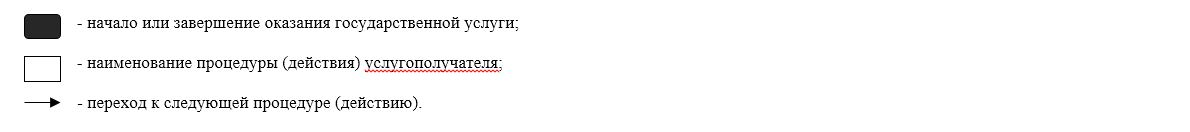 - начало или завершение оказания государственной услуги;
- наименование процедуры (действия) услугополучателя;
- переход к следующей процедуре (действию).